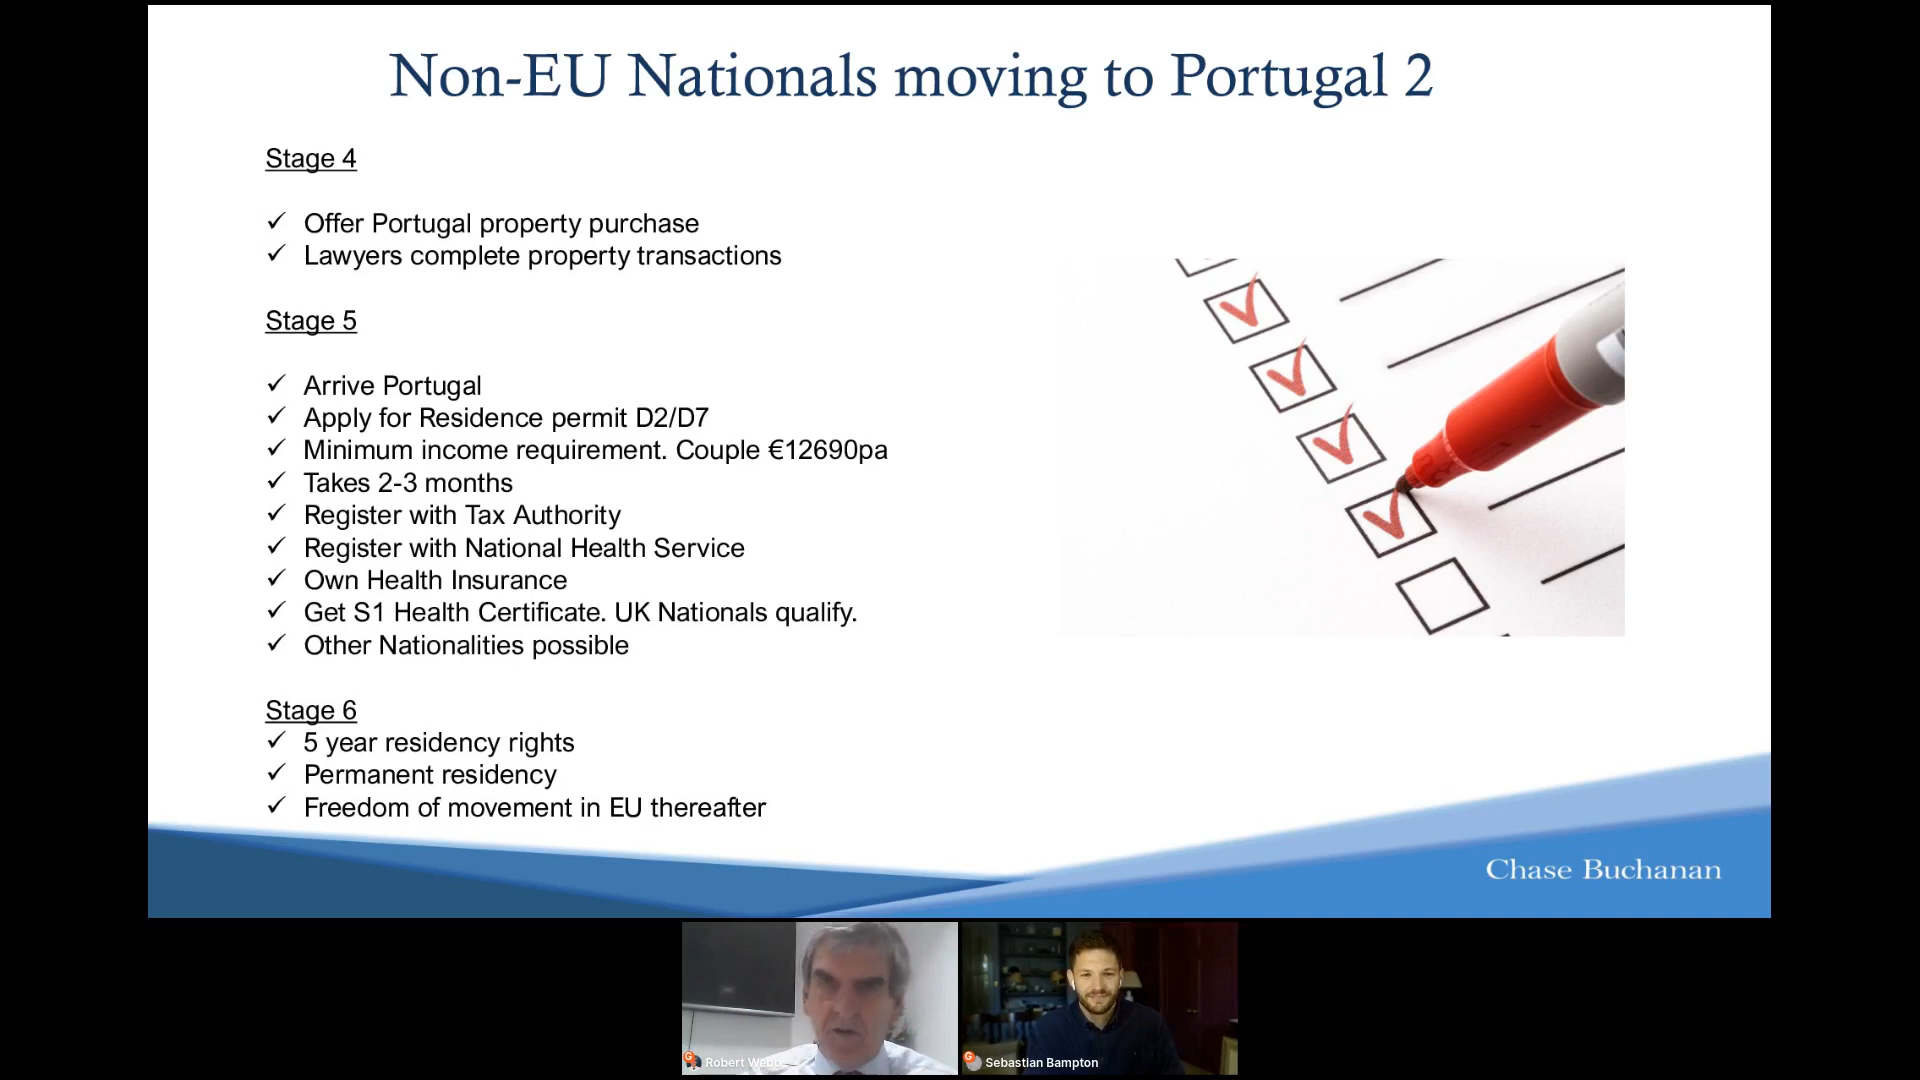 Non-EU Nationals moving to Portugal 2
Stage 4
✓ Offer Portugal property purchase
✓ Lawyers complete property transactions
Stage 5
✓ Arrive Portugal
✓ Apply for Residence permit D2/D7
✓ Minimum income requirement. Couple €12690pa
✓ Takes 2-3 months
✓ Register with Tax Authority
✓ Register with National Health Service
✓ Own Health Insurance
✓ Get S1 Health Certificate. UK Nationals qualify.
✓ Other Nationalities possible
Stage 6
✓ 5 year residency rights
✓ Permanent residency
✓ Freedom of movement in EU thereafter
Chase Buchanan
Robert Webb
Sebastian Bampton